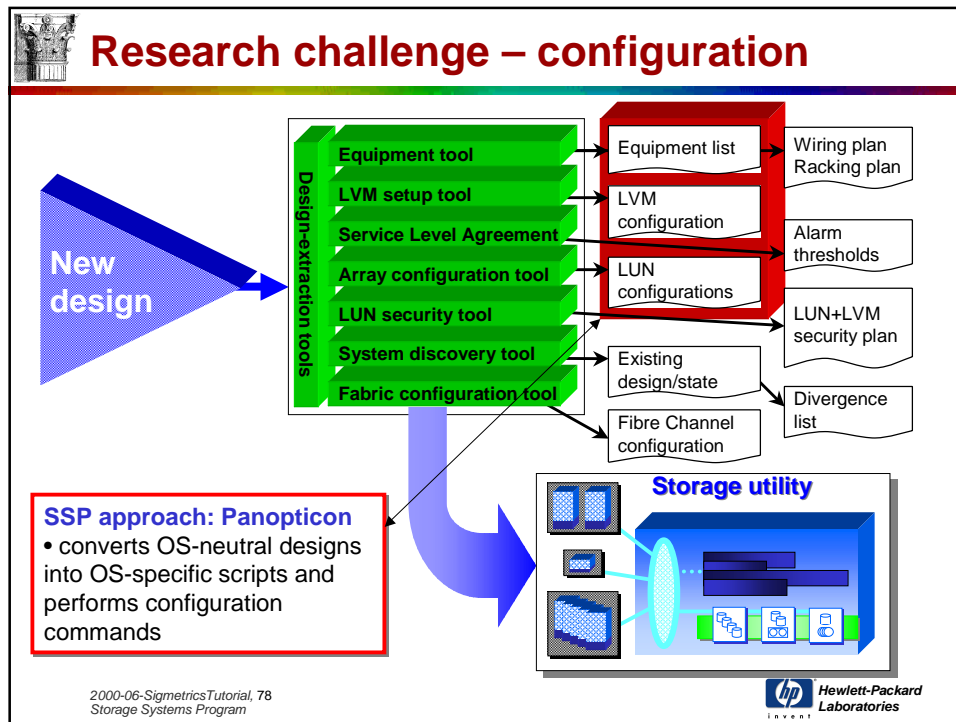 Research challenge – configuration
New
design
Design-extraction tools
Equipment tool
LVM setup tool
Service Level Agreement
Array configuration tool
LUN security tool
System discovery tool
Fabric configuration tool
Equipment list
LVM
configuration
LUN
configurations
Existing
design/state
Fibre Channel
configuration
Wiring plan
Racking plan
Alarm
thresholds
LUN+LVM
security plan
Divergence
list
SSP approach: Panopticon
• converts OS-neutral designs
into OS-specific scripts and
performs configuration
commands
Storage utility
2000-06-SigmetricsTutorial, 78
Storage Systems Program
hp
invent
Hewlett-Packard
Laboratories